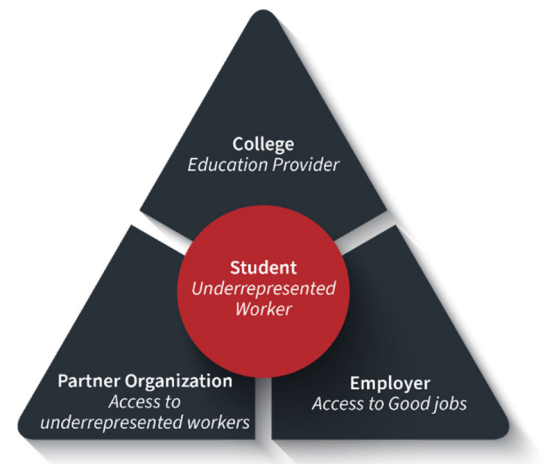 College
Education Provider
Student
Underrepresented
Worker
Partner Organization
Access to
underrepresented workers
Employer
Access to Good jobs